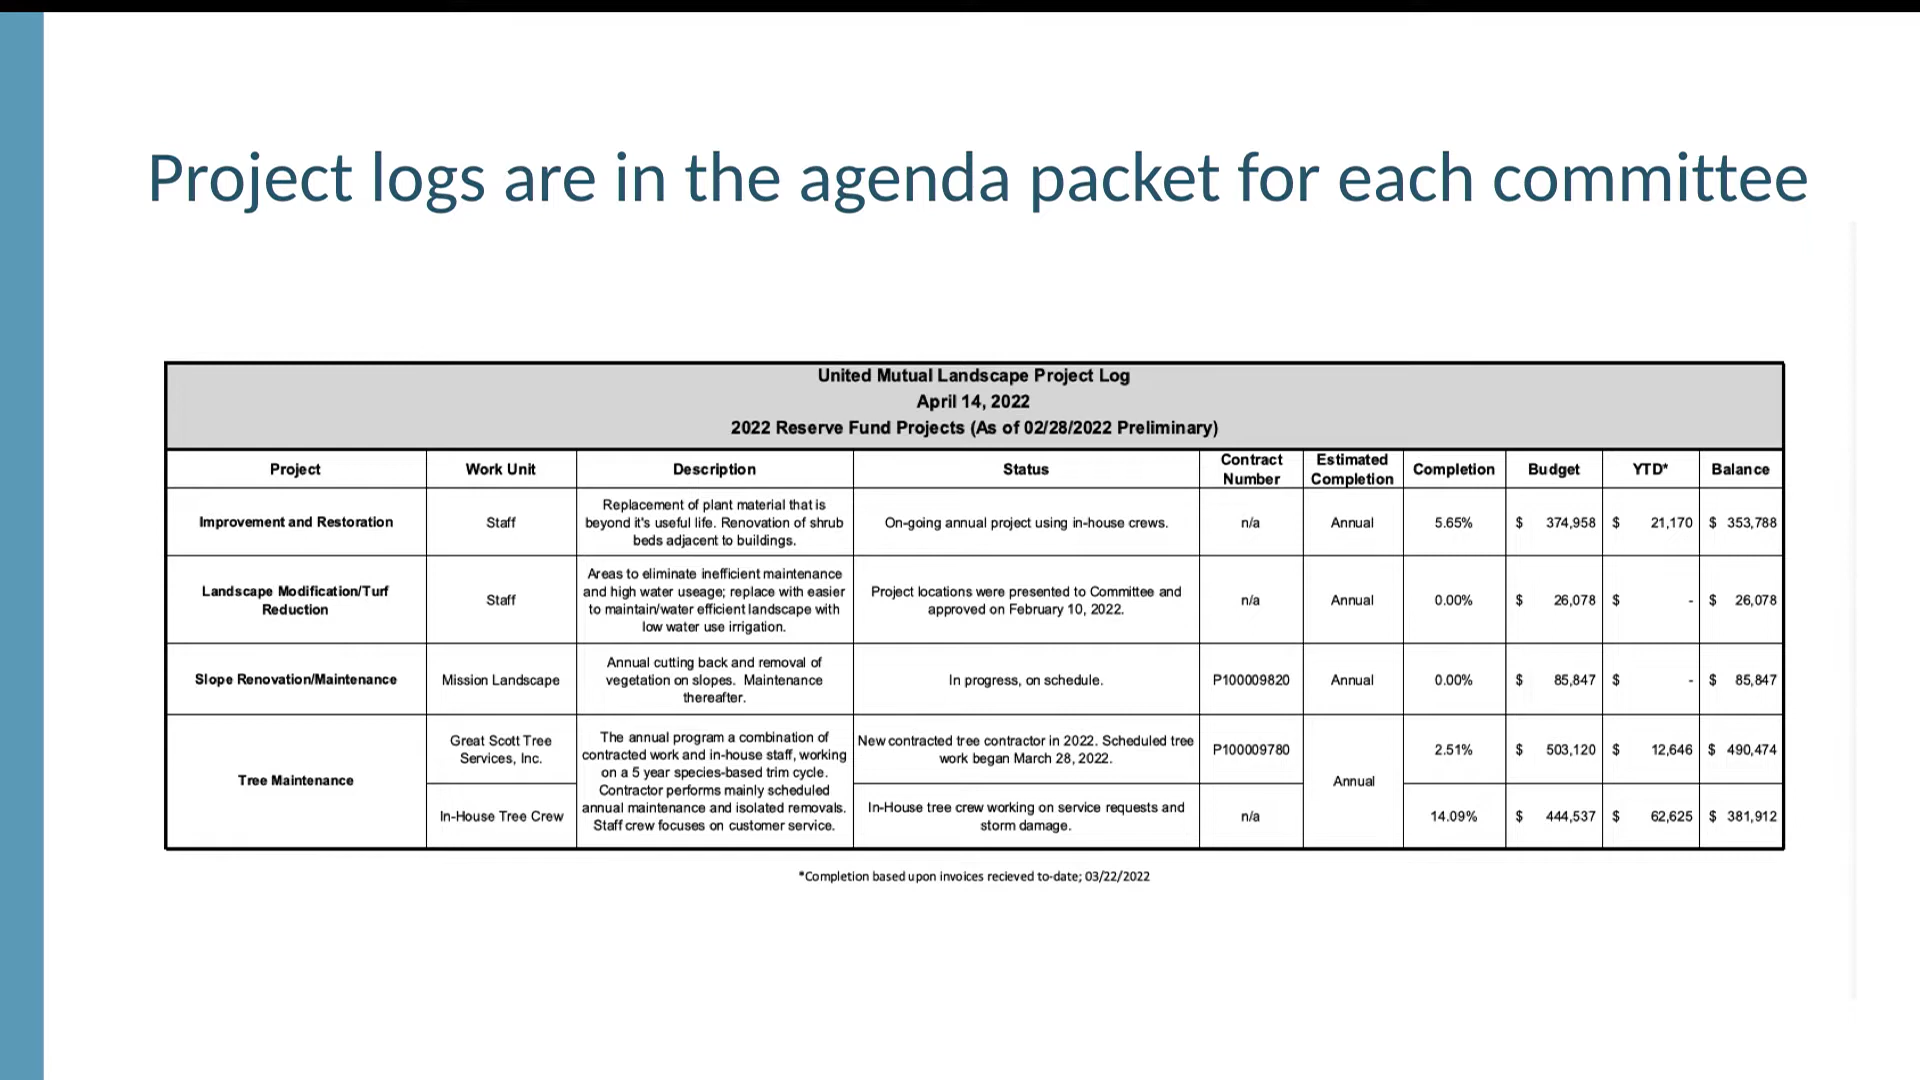 Project logs are in the agenda packet for each committee
United Mutual Landscape Project Log
April 14, 2022
2022 Reserve Fund Projects (As of 02/28/2022 Preliminary)
Project Work Unit Description Status Contract Number Estimated Completion Completion Budget YTD* Balance
Improvement and Restoration
Staff
Replacement of plant material that is
beyond it's useful life. Renovation of shrub
beds adjacent to buildings.
On-going annual project using in-house crews.
n/a
Annual
5.65%
$ 374,958
$ 21,170
$ 353,788
Landscape Modification/Turf
Reduction
Staff
Areas to eliminate inefficient maintenance
and high water useage; replace with easier
to maintain/water efficient landscape with
low water use irrigation.
Project locations were presented to Committee and
approved on February 10, 2022.
n/a
Annual
0.00%
$ 26,078
$ -
$ 26,078
Slope Renovation/Maintenance
Mission Landscape
Annual cutting back and removal of
vegetation on slopes. Maintenance
thereafter.
In progress, on schedule.
P100009820
Annual
0.00%
$ 85,847
$ -
$ 85,847
Tree Maintenance
Great Scott Tree
Services, Inc.
The annual program a combination of
contracted work and in-house staff, working
on a 5 year species-based trim cycle.
Contractor performs mainly scheduled
annual maintenance and isolated removals.
Staff crew focuses on customer service.
New contracted tree contractor in 2022. Scheduled tree
work began March 28, 2022.
P100009780
Annual
2.51%
$ 503,120
$ 12,646
$ 490,474
In-House Tree Crew
In-House tree crew working on service requests and
storm damage.
n/a
14.09%
$ 444,537
$ 62,625
$ 381,912
*Completion based upon invoices recieved to-date; 03/22/2022